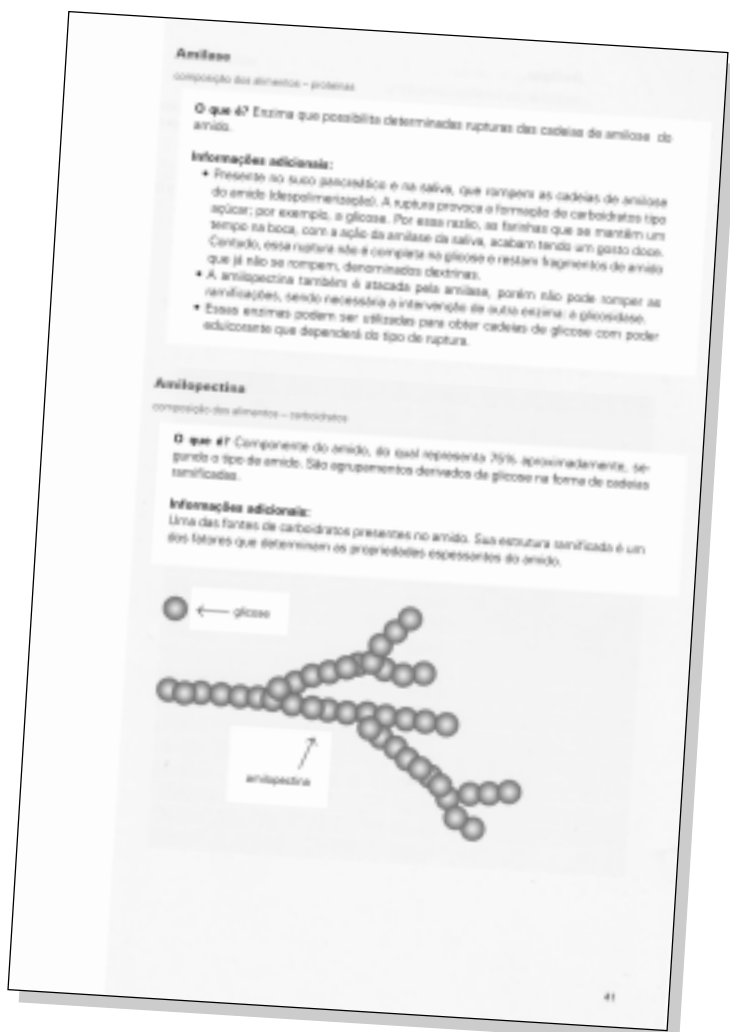 Amilase
composição dos alimentos – proteínas
O que é? Enzima que possibilita determinadas rupturas das cadeias de amilose do
amido.
Informações adicionais:
• Presente no suco pancreático e na saliva, que rompem as cadeias de amilose
do amido (despolimerização). A ruptura provoca a formação de carboidratos tipo
açúcar; por exemplo, a glicose. Por essa razão, as farinhas que se mantêm um
tempo na boca, com a ação da amilase da saliva, acabam tendo um gosto doce.
Contudo, essa ruptura não é completa na glicose e restam fragmentos de amido
que já não se rompem, denominados dextrinas.
• A amilopectina também é atacada pela amilase, porém não pode romper as
ramificações, sendo necessária a intervenção de outra enzima: a glicosidase.
• Essas enzimas podem ser utilizadas para obter cadeias de glicose com poder
edulcorante que dependerá do tipo de ruptura.
Amilopectina
composição dos alimentos – carboidratos
O que é? Componente do amido, do qual representa 75% aproximadamente, se-
gundo o tipo de amido. São agrupamentos derivados da glicose na forma de cadeias
ramificadas.
Informações adicionais:
Uma das fontes de carboidratos presentes no amido. Sua estrutura ramificada é um
dos fatores que determinam as propriedades espessantes do amido.
glicose
amilopectina
41